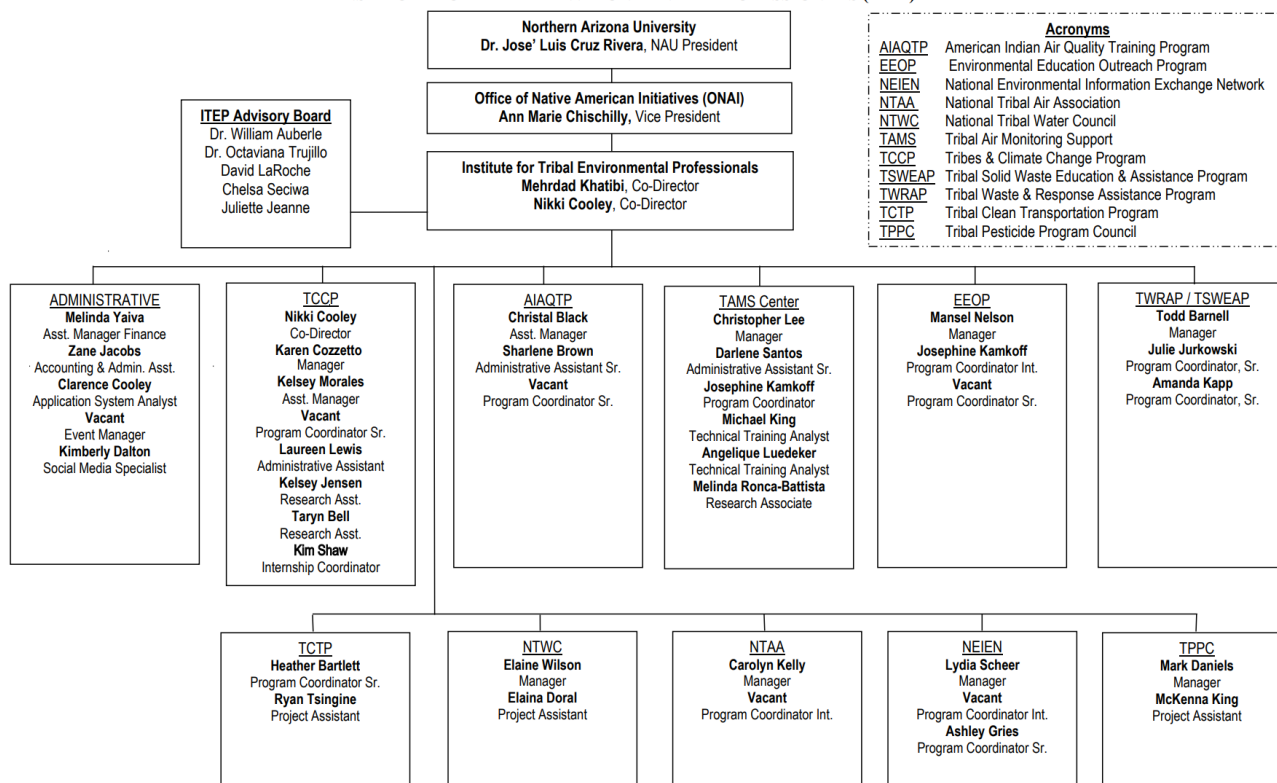 Northern Arizona University
Dr. Jose' Luis Cruz Rivera, NAU President
Office of Native American Initiatives (ONAI)
Ann Marie Chischilly, Vice President
ITEP Advisory Board
Dr. William Auberle
Dr. Octaviana Trujillo
David LaRoche
Chelsa Seciwa
Juliette Jeanne
Institute for Tribal Environmental Professionals
Mehrdad Khatibi, Co-Director
Nikki Cooley, Co-Director
Acronyms
AIAQTP American Indian Air Quality Training Program
EEOP Environmental Education Outreach Program
NEIEN National Environmental Information Exchange Network
NTAA National Tribal Air Association
NTWC National Tribal Water Council
TAMS Tribal Air Monitoring Support
TCCP Tribes & Climate Change Program
TSWEAP Tribal Solid Waste Education & Assistance Program
TWRAP Tribal Waste & Response Assistance Program
TCTP Tribal Clean Transportation Program
TPPC Tribal Pesticide Program Council
ADMINISTRATIVE
Melinda Yaiva
Asst. Manager Finance
Zane Jacobs
Accounting & Admin. Asst.
Clarence Cooley
Application System Analyst
Vacant
Event Manager
Kimberly Dalton
Social Media Specialist
TCCP
Nikki Cooley
Co-Director
Karen Cozzetto
Manager
Kelsey Morales
Asst. Manager
Vacant
Program Coordinator Sr.
Laureen Lewis
Administrative Assistant
Kelsey Jensen
Research Asst.
Taryn Bell
Research Asst.
Kim Shaw
Internship Coordinator
AIAQTP
Christal Black
Asst. Manager
Sharlene Brown
Administrative Assistant Sr.
Vacant
Program Coordinator Sr.
TAMS Center
Christopher Lee
Manager
Darlene Santos
Administrative Assistant Sr.
Josephine Kamkoff
Program Coordinator
Michael King
Technical Training Analyst
Angelique Luedeker
Technical Training Analyst
Melinda Ronca-Battista
Research Associate
EEOP
Mansel Nelson
Manager
Josephine Kamkoff
Program Coordinator Int.
Vacant
Program Coordinator Sr.
TWRAP / TSWEAP
Todd Barnell
Manager
Julie Jurkowski
Program Coordinator, Sr.
Amanda Kapp
Program Coordinator, Sr.
TCTP
Heather Bartlett
Program Coordinator Sr.
Ryan Tsingine
Project Assistant
NTWC
Elaine Wilson
Manager
Elaina Doral
Project Assistant
NTAA
Carolyn Kelly
Manager
Vacant
Program Coordinator Int.
NEIEN
Lydia Scheer
Manager
Vacant
Program Coordinator Int.
Ashley Gries
Program Coordinator Sr.
TPPC
Mark Daniels
Manager
McKenna King
Project Assistant